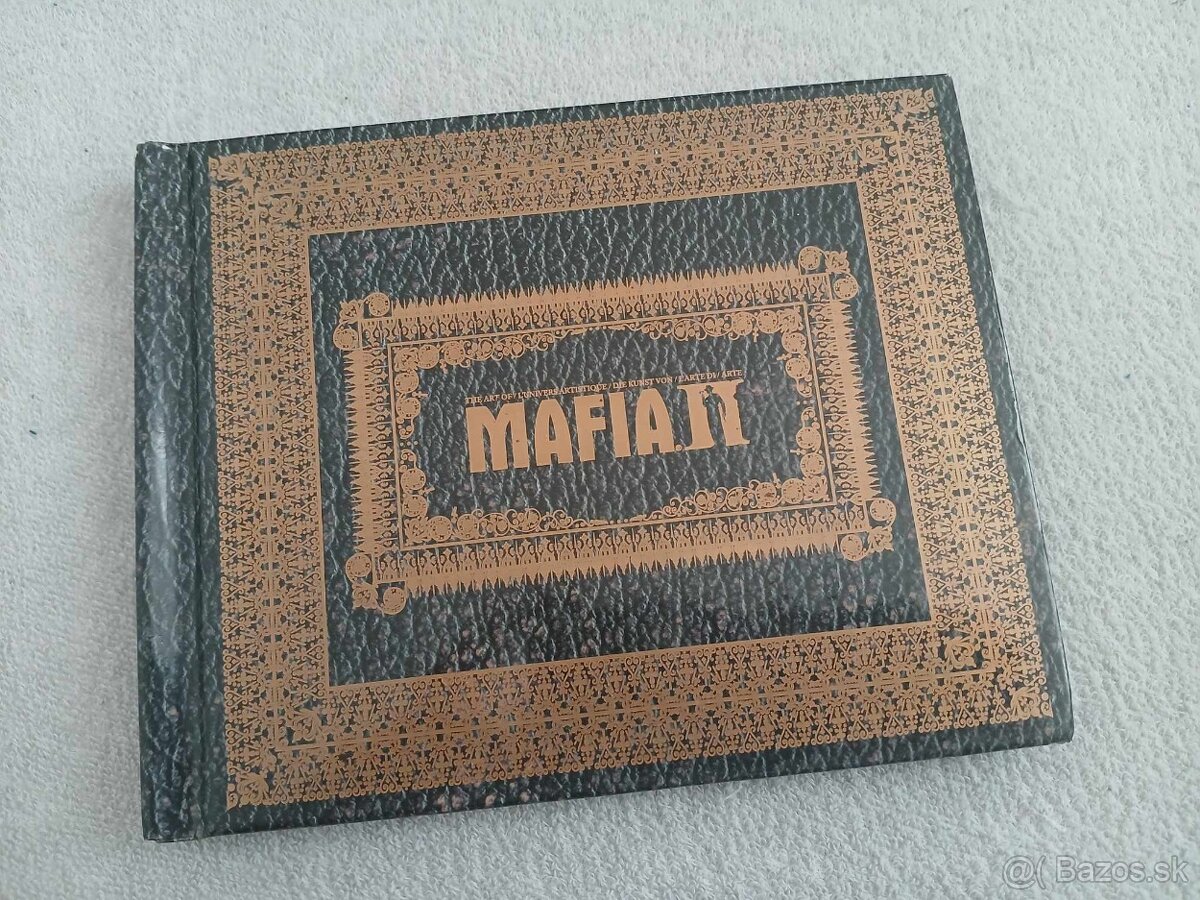 THE ART OF / L'UNIVERS ARTISTIQUE / DIE KUNST VON / L'ARTE DI / ARTE
MAFIA II
@( Bazos.sk